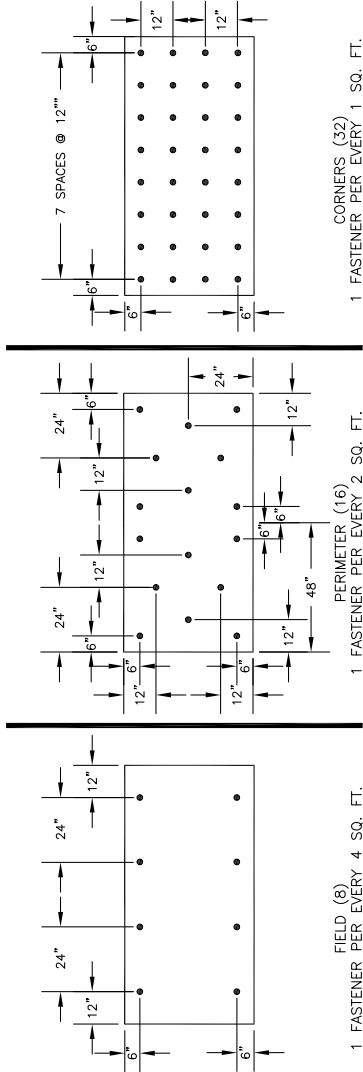 24" 24"
12" 12"
6"
6"
FIELD (8)
1 FASTENER PER EVERY 4 SQ. FT.
24" 24"
6" 12" 12" 6"
6"
12"
24"
12"
6"
6" 6"
48"
12" 12"
PERIMETER (16)
1 FASTENER PER EVERY 2 SQ. FT.
7 SPACES @ 12""
6" 6"
6"
12"
12"
6"
CORNERS (32)
1 FASTENER PER EVERY 1 SQ. FT.